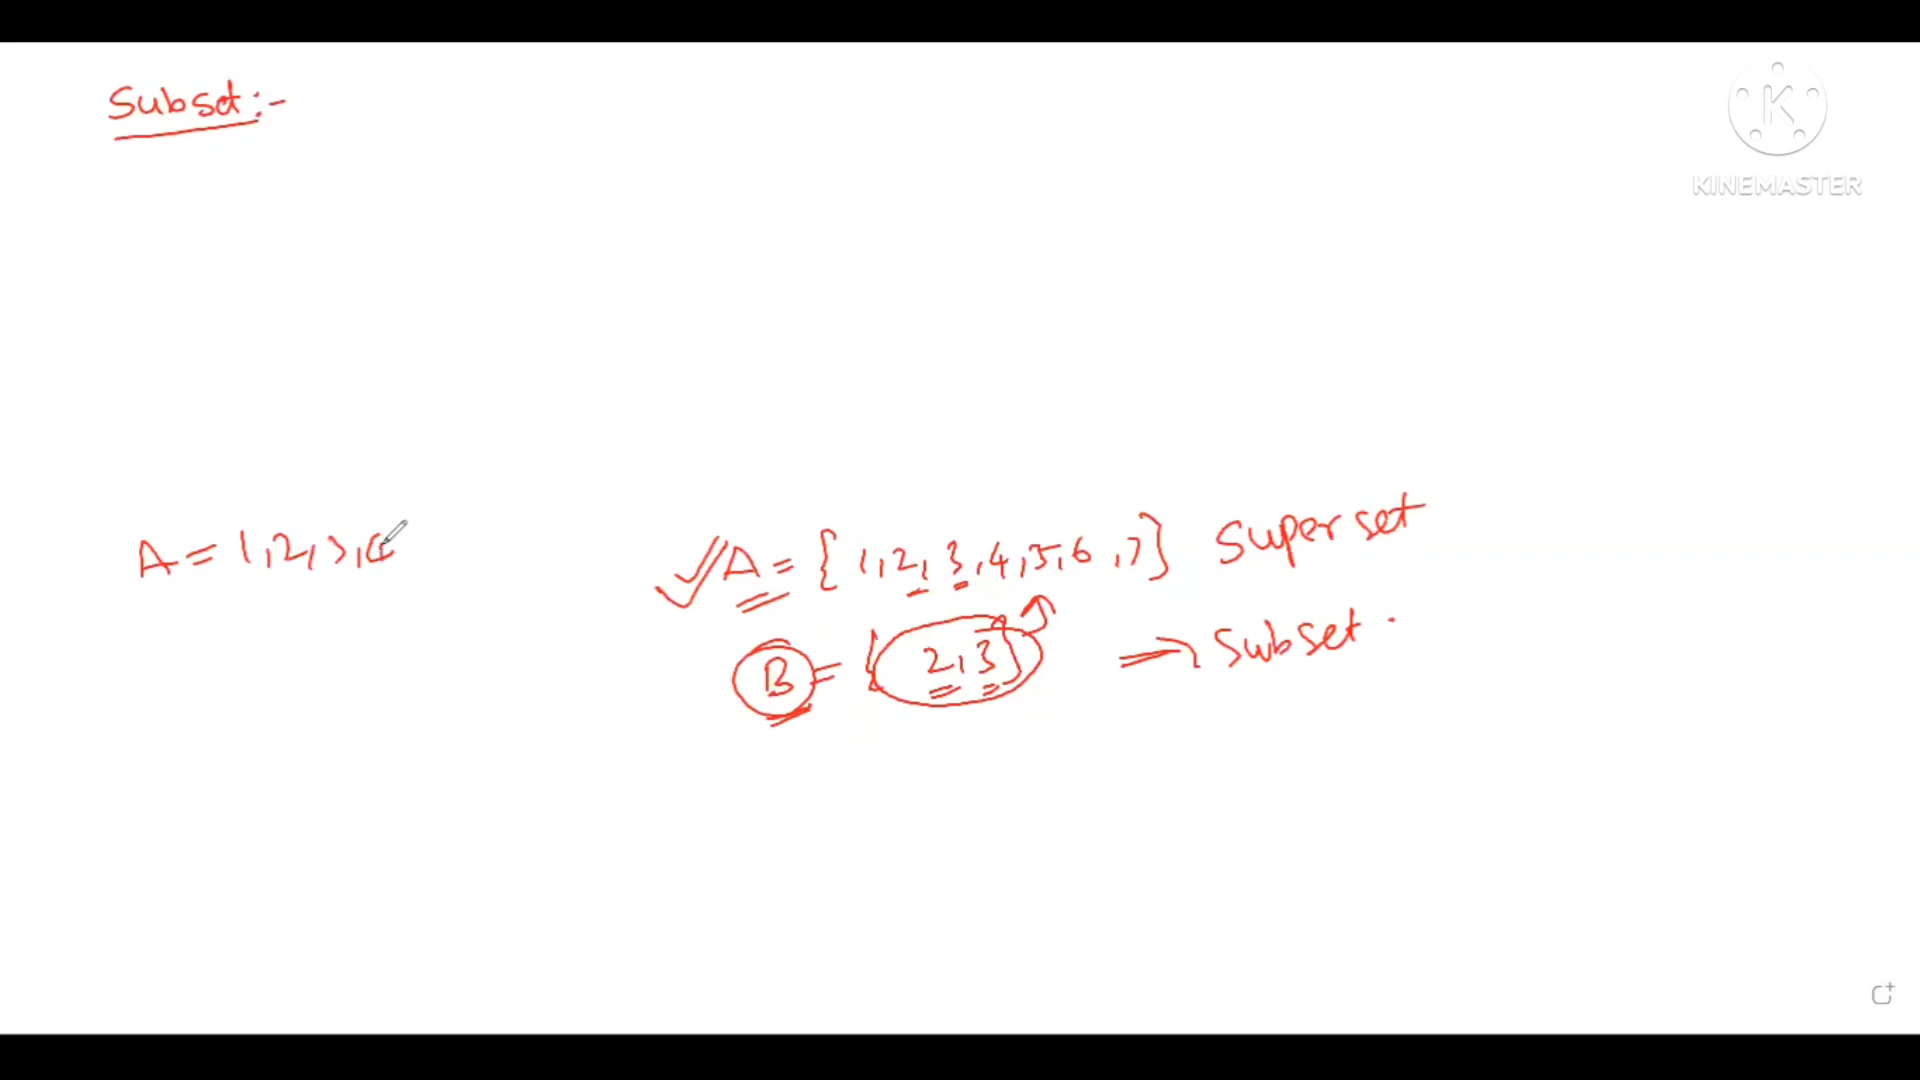 Subset:-
KINEMASTER
A = 1,2,3,
A = {1,2,3,4,5,6,7} Superset
B = {2,3} → Subset.